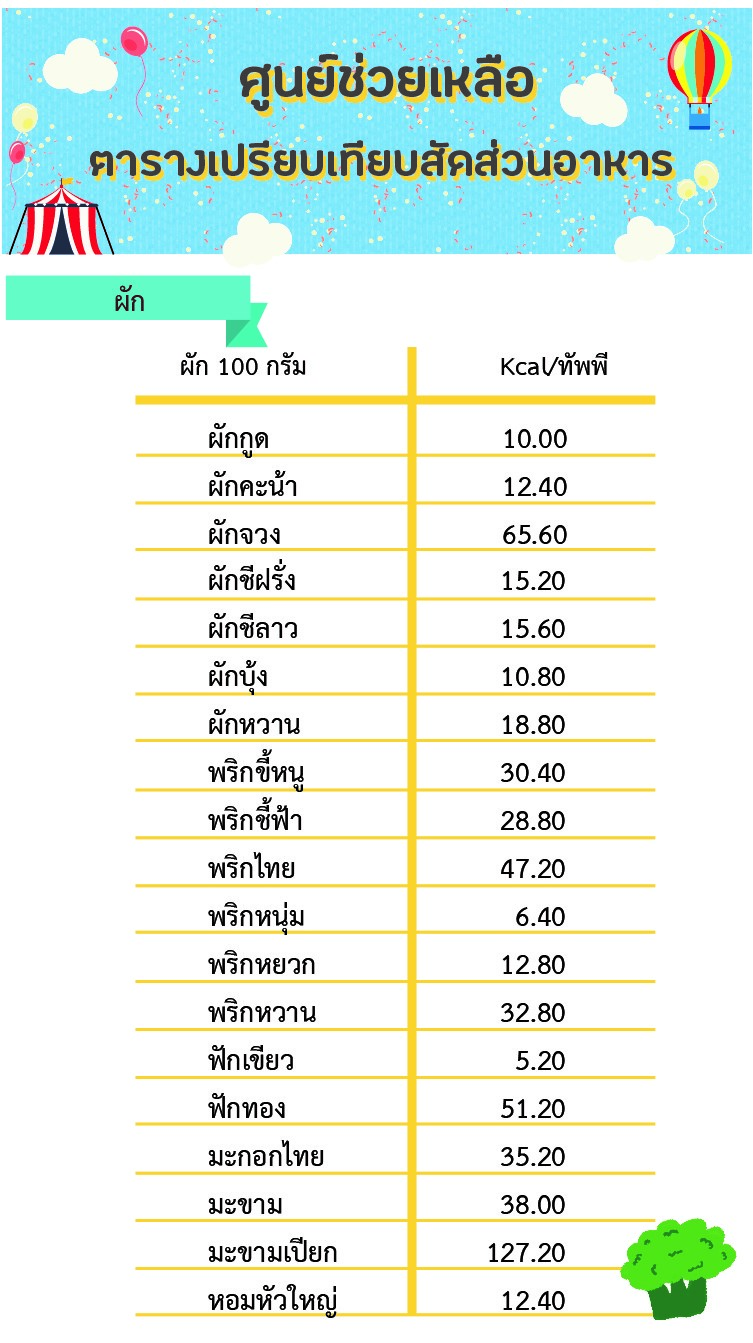 ศูนย์ช่วยเหลือ
ตารางเปรียบเทียบสัดส่วนอาหาร
ผัก
ผัก 100 กรัม Kcal/ทัพพี
ผักกูด 10.00
ผักคะน้า 12.40
ผักจวง 65.60
ผักชีฝรั่ง 15.20
ผักชีลาว 15.60
ผักบุ้ง 10.80
ผักหวาน 18.80
พริกขี้หนู 30.40
พริกชี้ฟ้า 28.80
พริกไทย 47.20
พริกหนุ่ม 6.40
พริกหยวก 12.80
พริกหวาน 32.80
ฟักเขียว 5.20
ฟักทอง 51.20
มะกอกไทย 35.20
มะขาม 38.00
มะขามเปียก 127.20
หอมหัวใหญ่ 12.40